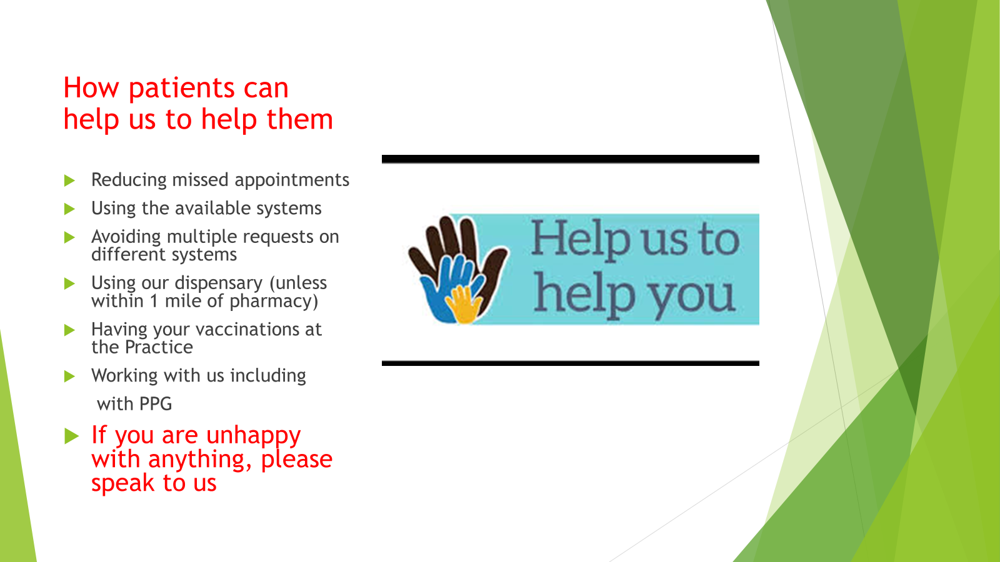 How patients can
help us to help them
Reducing missed appointments
Using the available systems
Avoiding multiple requests on
different systems
Using our dispensary (unless
within 1 mile of pharmacy)
Having your vaccinations at
the Practice
Working with us including
with PPG
If you are unhappy
with anything, please
speak to us
Help us to
help you